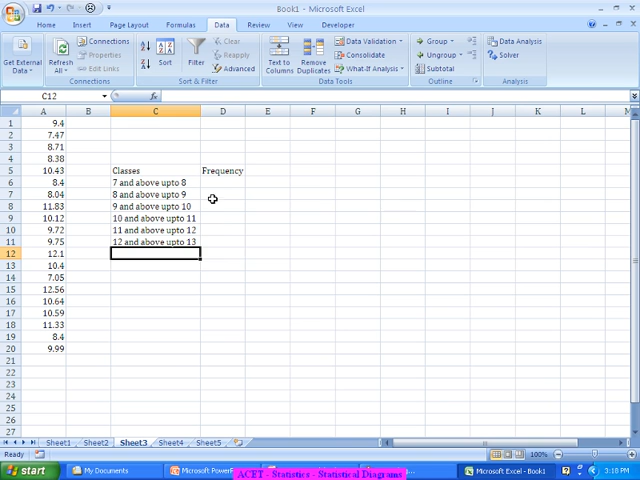 Book1 - Microsoft Excel
Home Insert Page Layout Formulas Data Review View Developer
Get External Data
Refresh All
Connections
Properties
Edit Links
Connections
Sort
Filter
Clear
Reapply
Advanced
Sort & Filter
Text to Columns
Remove Duplicates
Data Validation
Consolidate
What-If Analysis
Data Tools
Group
Ungroup
Subtotal
Outline
Data Analysis
Solver
Analysis
C12 fx
A B C D E F G H I J K L M
1 9.4
2 7.47
3 8.71
4 8.38
5 10.43 Classes Frequency
6 8.4 7 and above upto 8
7 8.04 8 and above upto 9
8 11.83 9 and above upto 10
9 10.12 10 and above upto 11
10 9.72 11 and above upto 12
11 9.75 12 and above upto 13
12 12.1
13 10.4
14 7.05
15 12.56
16 10.64
17 10.59
18 11.33
19 8.4
20 9.99
21
22
23
24
25
26
27
Sheet1 Sheet2 Sheet3 Sheet4 Sheet5
Ready 100%
start My Documents Microsoft Excel - Book1 3:18 PM
ACET - Statistics - Statistical Diagrams